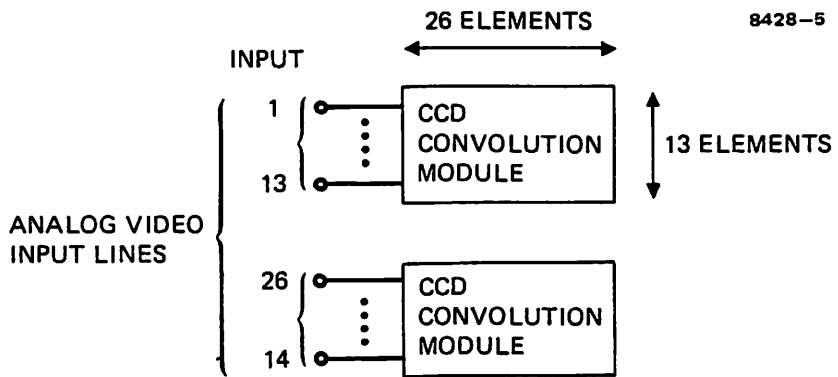 26 ELEMENTS
8428–5
INPUT
1
CCD
CONVOLUTION
MODULE
13 ELEMENTS
13
ANALOG VIDEO
INPUT LINES
26
CCD
CONVOLUTION
MODULE
14